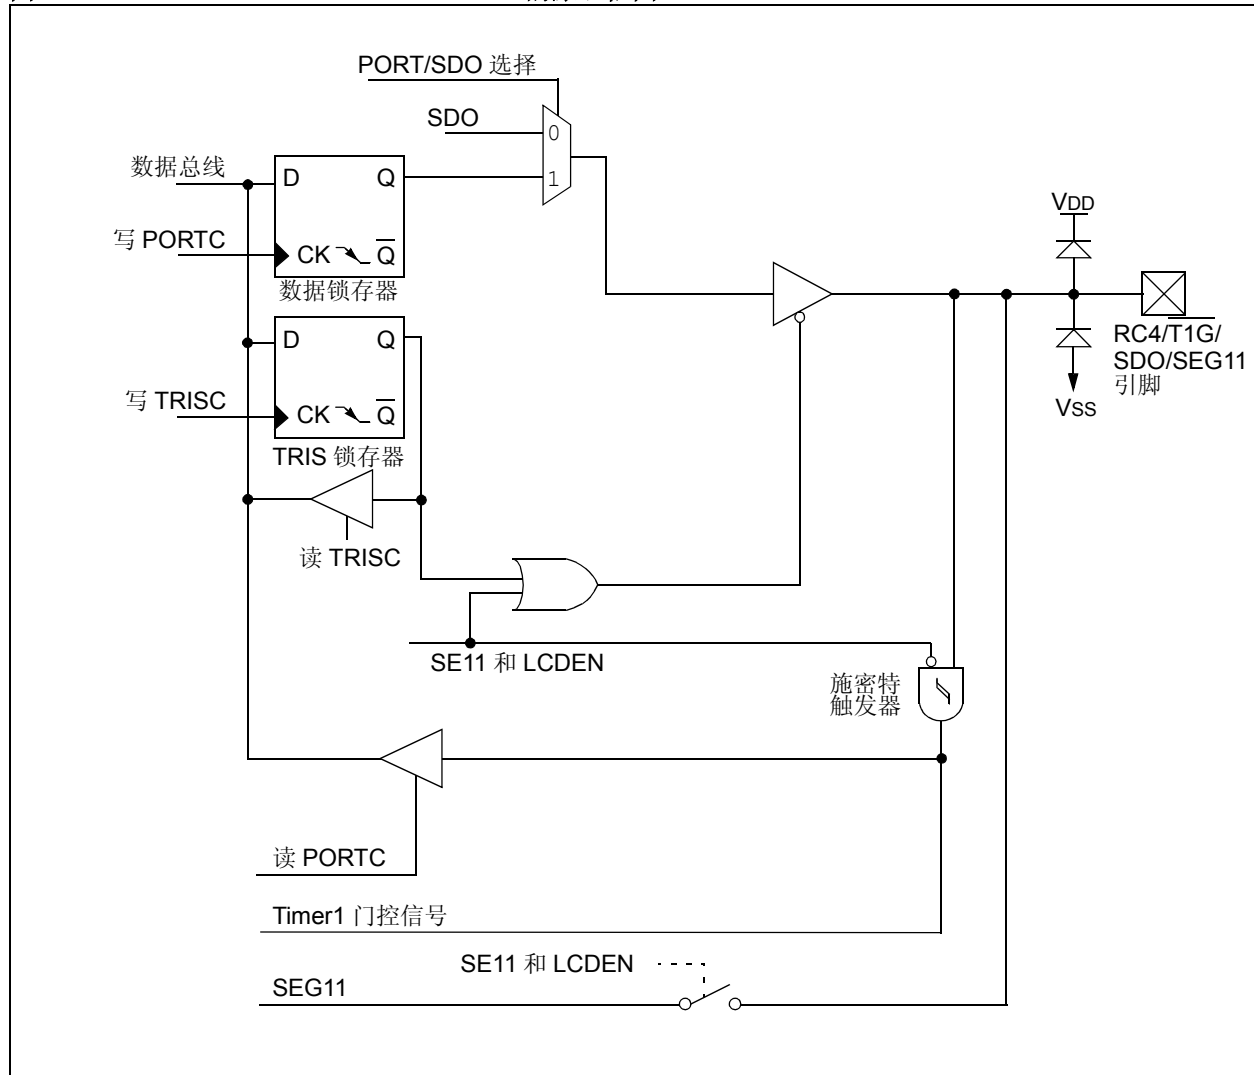 PORT/SDO 选择
SDO
0
数据总线
D
Q
1
VDD
写 PORTC
CK
Q
数据锁存器
D
Q
RC4/T1G/
SDO/SEG11
引脚
写 TRISC
CK
Q
VSS
TRIS 锁存器
读 TRISC
SE11 和 LCDEN
施密特
触发器
读 PORTC
Timer1 门控信号
SE11 和 LCDEN
SEG11